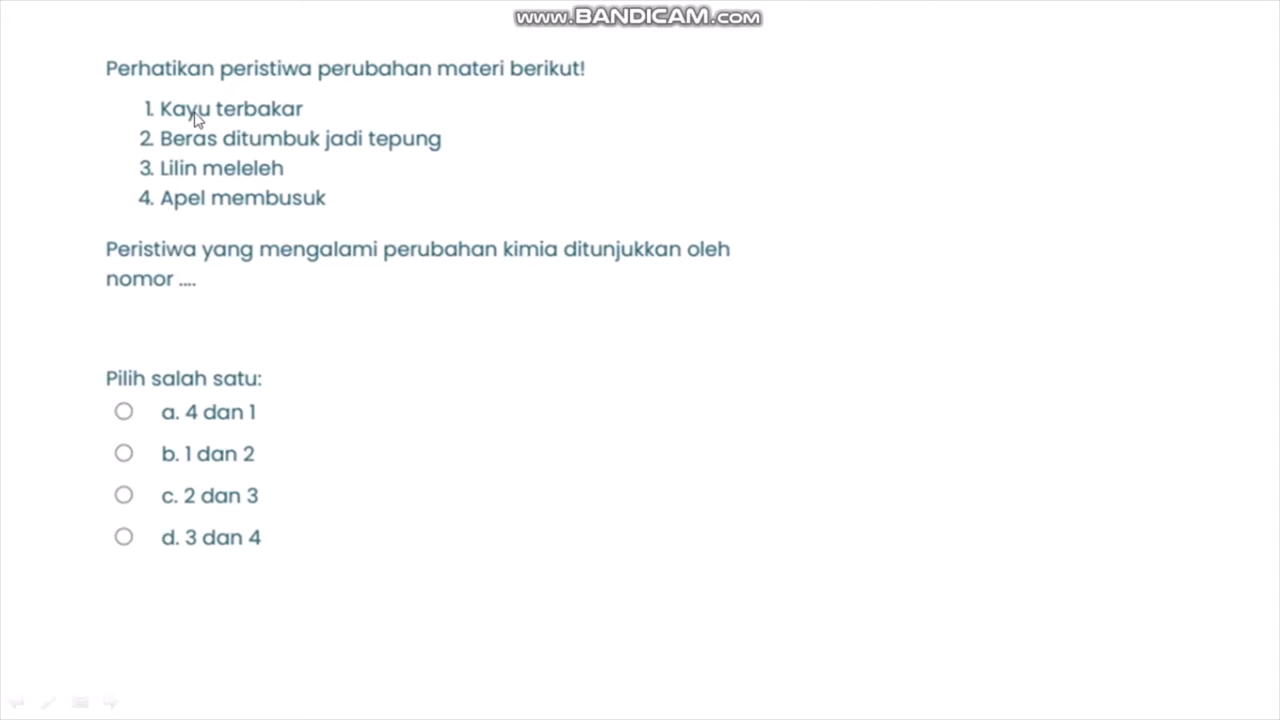 www.BANDICAM.com
Perhatikan peristiwa perubahan materi berikut!
1. Kayu terbakar
2. Beras ditumbuk jadi tepung
3. Lilin meleleh
4. Apel membusuk
Peristiwa yang mengalami perubahan kimia ditunjukkan oleh
nomor ....
Pilih salah satu:
a. 4 dan 1
b. 1 dan 2
c. 2 dan 3
d. 3 dan 4